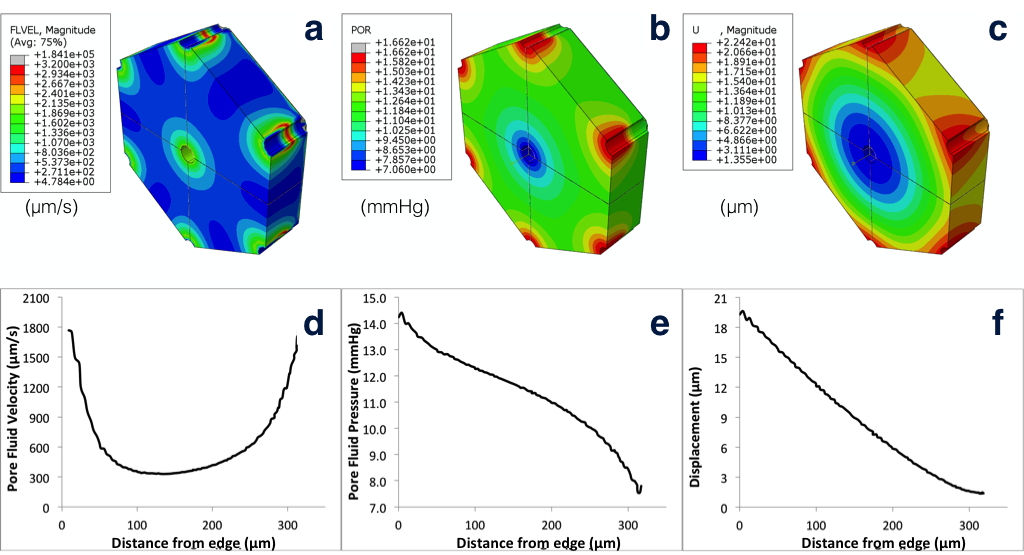 FLVEL, Magnitude
(Avg: 75%)
+1.841e+05
+3.200e+03
+2.934e+03
+2.667e+03
+2.401e+03
+2.135e+03
+1.869e+03
+1.602e+03
+1.336e+03
+1.070e+03
+8.036e+02
+5.373e+02
+2.711e+02
+4.784e+00
(μm/s)
a
POR
+1.662e+01
+1.662e+01
+1.582e+01
+1.503e+01
+1.423e+01
+1.343e+01
+1.264e+01
+1.184e+01
+1.104e+01
+1.025e+01
+9.450e+00
+8.653e+00
+7.857e+00
+7.060e+00
(mmHg)
b
U , Magnitude
+2.242e+01
+2.066e+01
+1.891e+01
+1.715e+01
+1.540e+01
+1.364e+01
+1.189e+01
+1.013e+01
+8.377e+00
+6.622e+00
+4.866e+00
+3.111e+00
+1.355e+00
(μm)
c
2100
1800
1500
1200
900
600
300
0
0 100 200 300
Pore Fluid Velocity (μm/s)
Distance from edge (μm)
d
15.0
14.0
13.0
12.0
11.0
10.0
9.0
8.0
7.0
0 100 200 300
Pore Fluid Pressure (mmHg)
Distance from edge (μm)
e
21
18
15
12
9
6
3
0
0 100 200 300
Displacement (μm)
Distance from edge (μm)
f